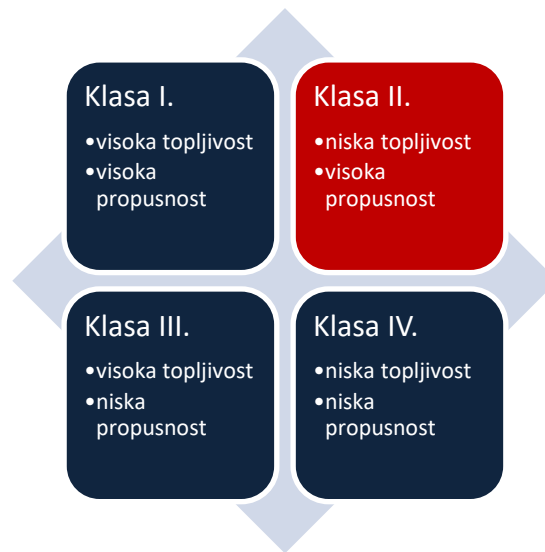 Klasa I.
•visoka topljivost
•visoka
propusnost
Klasa II.
•niska topljivost
•visoka
propusnost
Klasa III.
•visoka topljivost
•niska
propusnost
Klasa IV.
•niska topljivost
•niska
propusnost